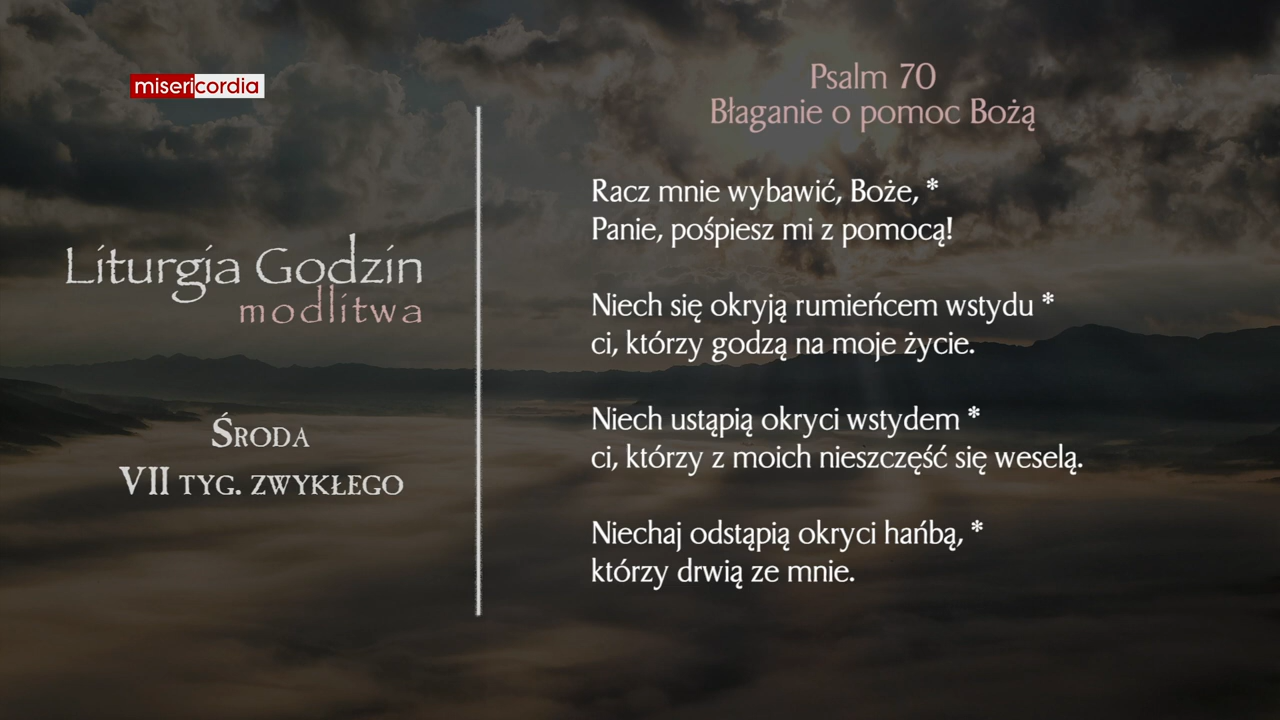 misericordia
Liturgia Godzin
modlitwa
Środa
VII tyg. zwykłego
Psalm 70
Błaganie o pomoc Bożą
Racz mnie wybawić, Boże, *
Panie, pośpiesz mi z pomocą!
Niech się okryją rumieńcem wstydu *
ci, którzy godzą na moje życie.
Niech ustąpią okryci wstydem *
ci, którzy z moich nieszczęść się weselą.
Niechaj odstąpią okryci hańbą, *
którzy drwią ze mnie.